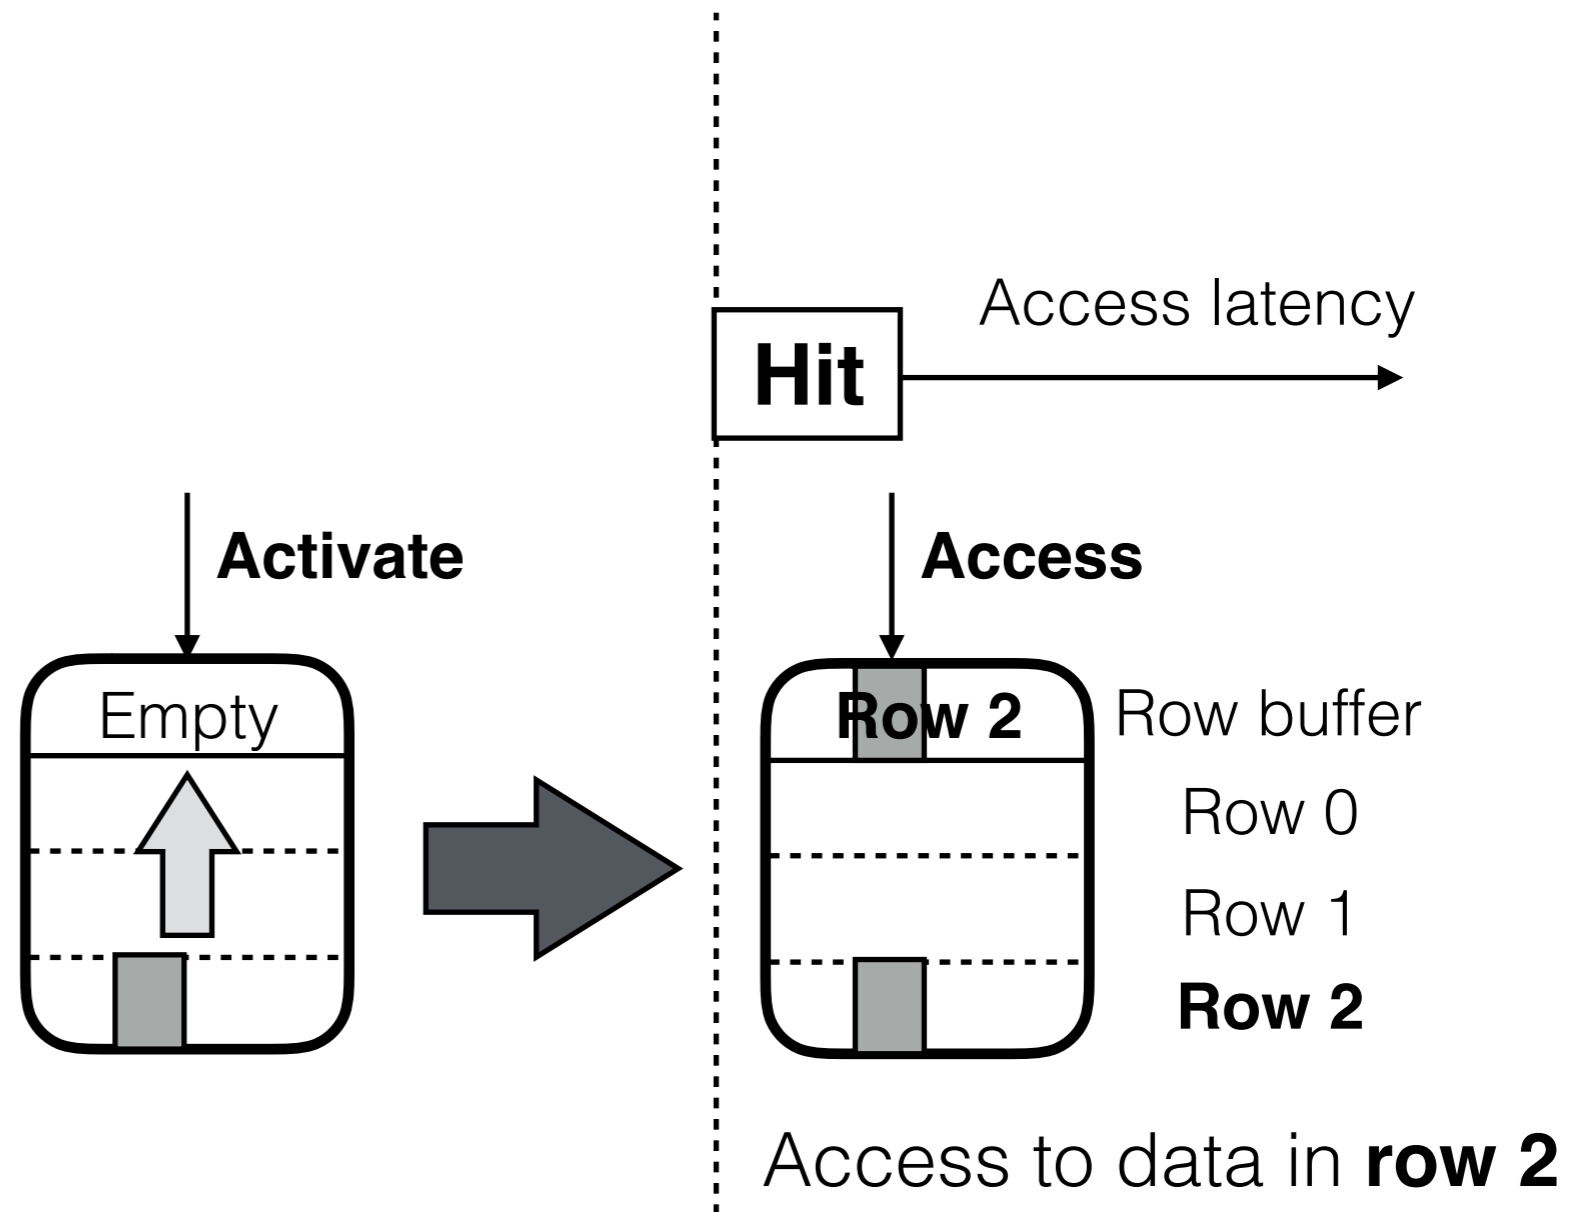 Access latency
Hit
Activate
Access
Empty
Row 2
Row buffer
Row 0
Row 1
Row 2
Access to data in row 2